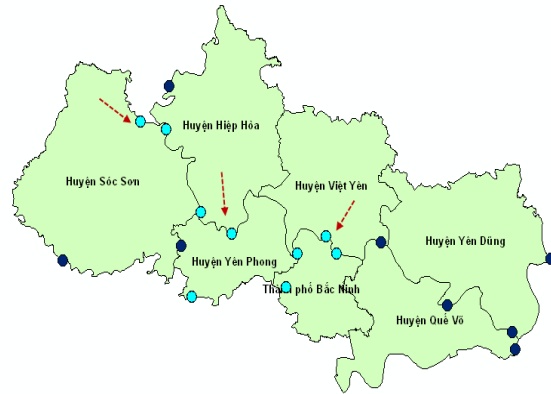 Huyện Hiệp Hòa
Huyện Sóc Sơn
Huyện Việt Yên
Huyện Yên Dũng
Huyện Yên Phong
Thành phố Bắc Ninh
Huyện Quế Võ